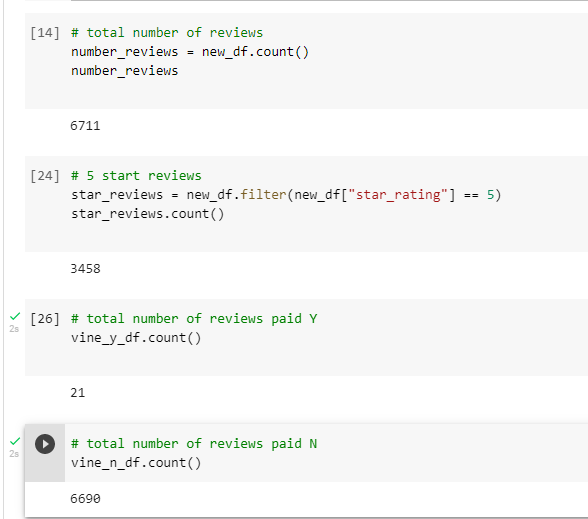 [14] # total number of reviews
number_reviews = new_df.count()
number_reviews
6711
[24] # 5 start reviews
star_reviews = new_df.filter(new_df["star_rating"] == 5)
star_reviews.count()
3458
[26] # total number of reviews paid Y
2s
vine_y_df.count()
21
# total number of reviews paid N
2s
vine_n_df.count()
6690